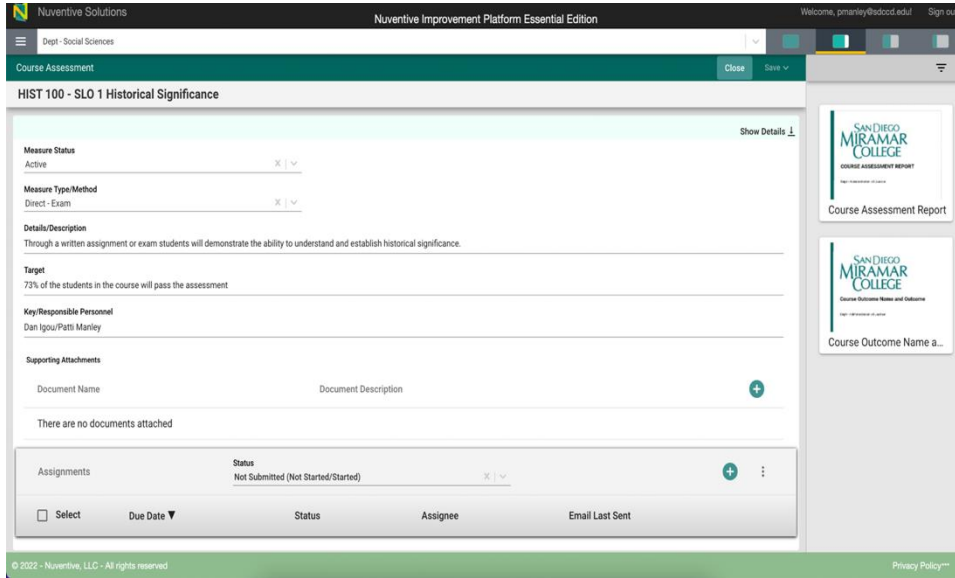 Nuventive Solutions
Nuventive Improvement Platform Essential Edition
Welcome, pmanley@sdccd.edu!
Sign ou
Dept - Social Sciences
Course Assessment
Close
Save
HIST 100 - SLO 1 Historical Significance
Show Details
Measure Status
Active
Measure Type/Method
Direct - Exam
Details/Description
Through a written assignment or exam students will demonstrate the ability to understand and establish historical significance.
Target
73% of the students in the course will pass the assessment
Key/Responsible Personnel
Dan Igou/Patti Manley
Supporting Attachments
Document Name
Document Description
There are no documents attached
Assignments
Status
Not Submitted (Not Started/Started)
Select
Due Date
Status
Assignee
Email Last Sent
SAN DIEGO
MIRAMAR
COLLEGE
COURSE ASSESSMENT REPORT
Course Assessment Report
SAN DIEGO
MIRAMAR
COLLEGE
Course Outcome Name and Outcome
Course Outcome Name a...
© 2022 - Nuventive, LLC - All rights reserved
Privacy Policy